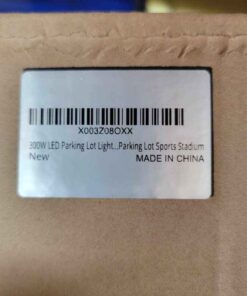 X003Z08OXX
300W LED Parking Lot Light...Parking Lot Sports Stadium
New
MADE IN CHINA